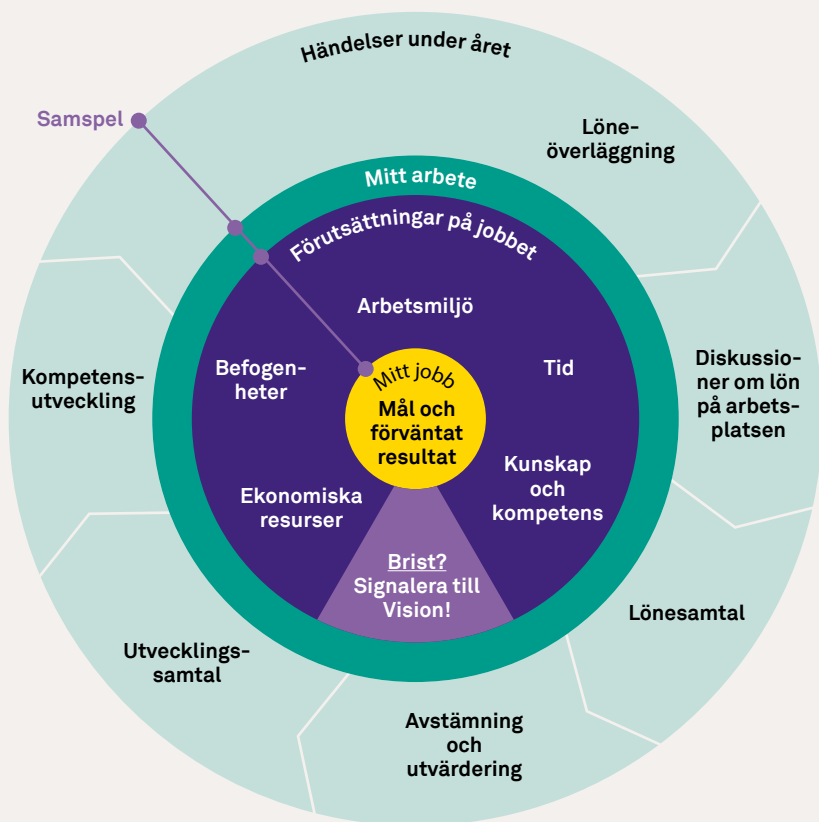 Händelser under året
Samspel
Löne-
överläggning
Mitt arbete
Förutsättningar på jobbet
Arbetsmiljö
Befogen-
heter
Tid
Mitt jobb
Mål och
förväntat
resultat
Kompetens-
utveckling
Diskussio-
ner om lön
på arbets-
platsen
Kunskap
och
kompetens
Ekonomiska
resurser
Brist?
Signalera till
Vision!
Lönesamtal
Utvecklings-
samtal
Avstämning
och
utvärdering